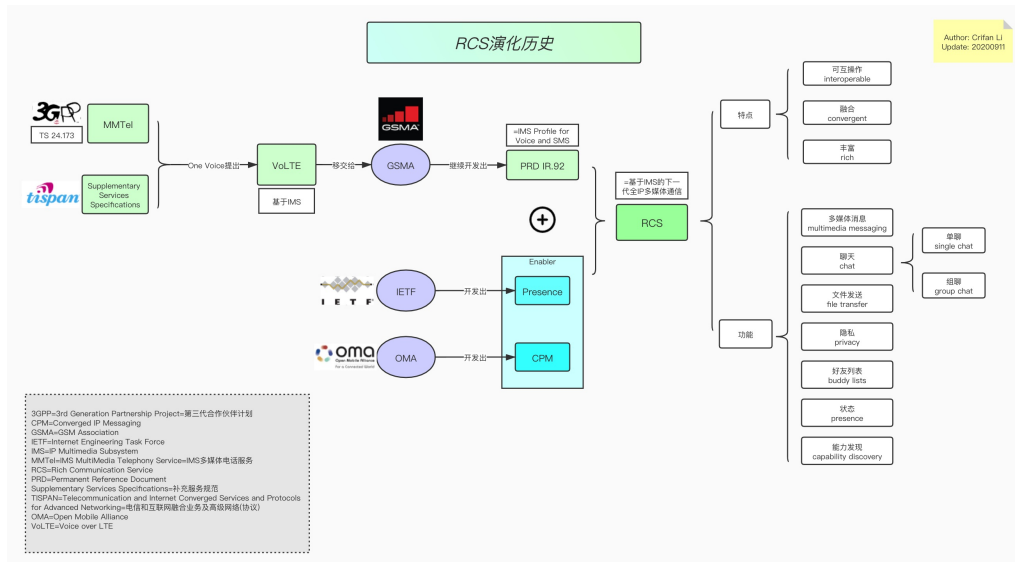 RCS演化历史
Author: Crifan Li
Update: 20200911
3GPP
TS 24.173
MMTel
tispan
Supplementary
Services
Specifications
One Voice提出
VoLTE
基于IMS
移交给
GSMA
GSMA
继续开发出
=IMS Profile for
Voice and SMS
PRD IR.92
=基于IMS的下一
代全IP多媒体通信
RCS
Enabler
IETF
IETF
开发出
Presence
oma
Open Mobile Alliance
For a Connected World
OMA
开发出
CPM
特点
可互操作
interoperable
融合
convergent
丰富
rich
功能
多媒体消息
multimedia messaging
聊天
chat
单聊
single chat
组聊
group chat
文件发送
file transfer
隐私
privacy
好友列表
buddy lists
状态
presence
能力发现
capability discovery
3GPP=3rd Generation Partnership Project=第三代合作伙伴计划
CPM=Converged IP Messaging
GSMA=GSM Association
IETF=Internet Engineering Task Force
IMS=IP Multimedia Subsystem
MMTel=IMS MultiMedia Telephony Service=IMS多媒体电话服务
RCS=Rich Communication Service
PRD=Permanent Reference Document
Supplementary Services Specifications=补充服务规范
TISPAN=Telecommunication and Internet Converged Services and Protocols
for Advanced Networking=电信和互联网融合业务及高级网络(协议)
OMA=Open Mobile Alliance
VoLTE=Voice over LTE